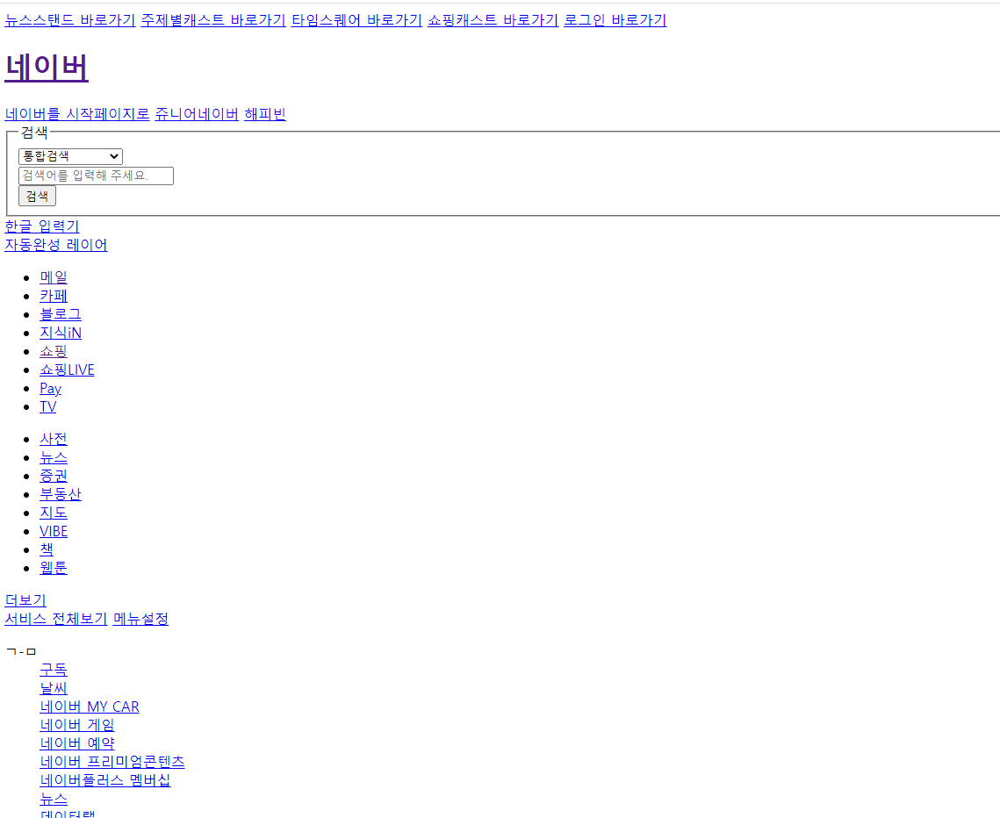 뉴스스탠드 바로가기 주제별캐스트 바로가기 타임스퀘어 바로가기 쇼핑캐스트 바로가기 로그인 바로가기
네이버
네이버를 시작페이지로 쥬니어네이버 해피빈
검색
통합검색
검색어를 입력해 주세요.
검색
한글 입력기
자동완성 레이어
메일
카페
블로그
지식iN
쇼핑
쇼핑LIVE
Pay
TV
사전
뉴스
증권
부동산
지도
VIBE
책
웹툰
더보기
서비스 전체보기 메뉴설정
ㄱ-ㅁ
구독
날씨
네이버 MY CAR
네이버 게임
네이버 예약
네이버 프리미엄콘텐츠
네이버플러스 멤버십
뉴스
데이터랩